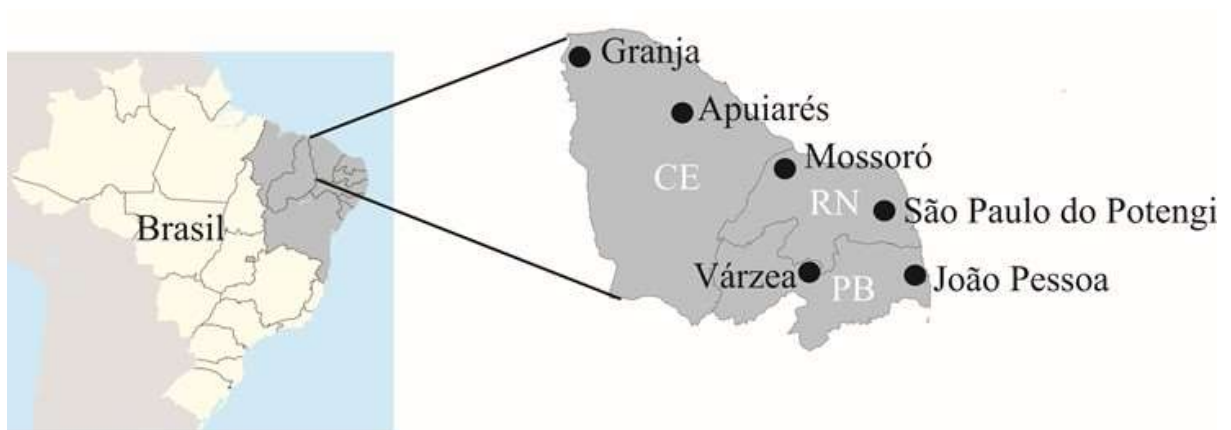 Granja
Apuiarés
Mossoró
CE
RN
São Paulo do Potengi
Brasil
Várzea
PB
João Pessoa